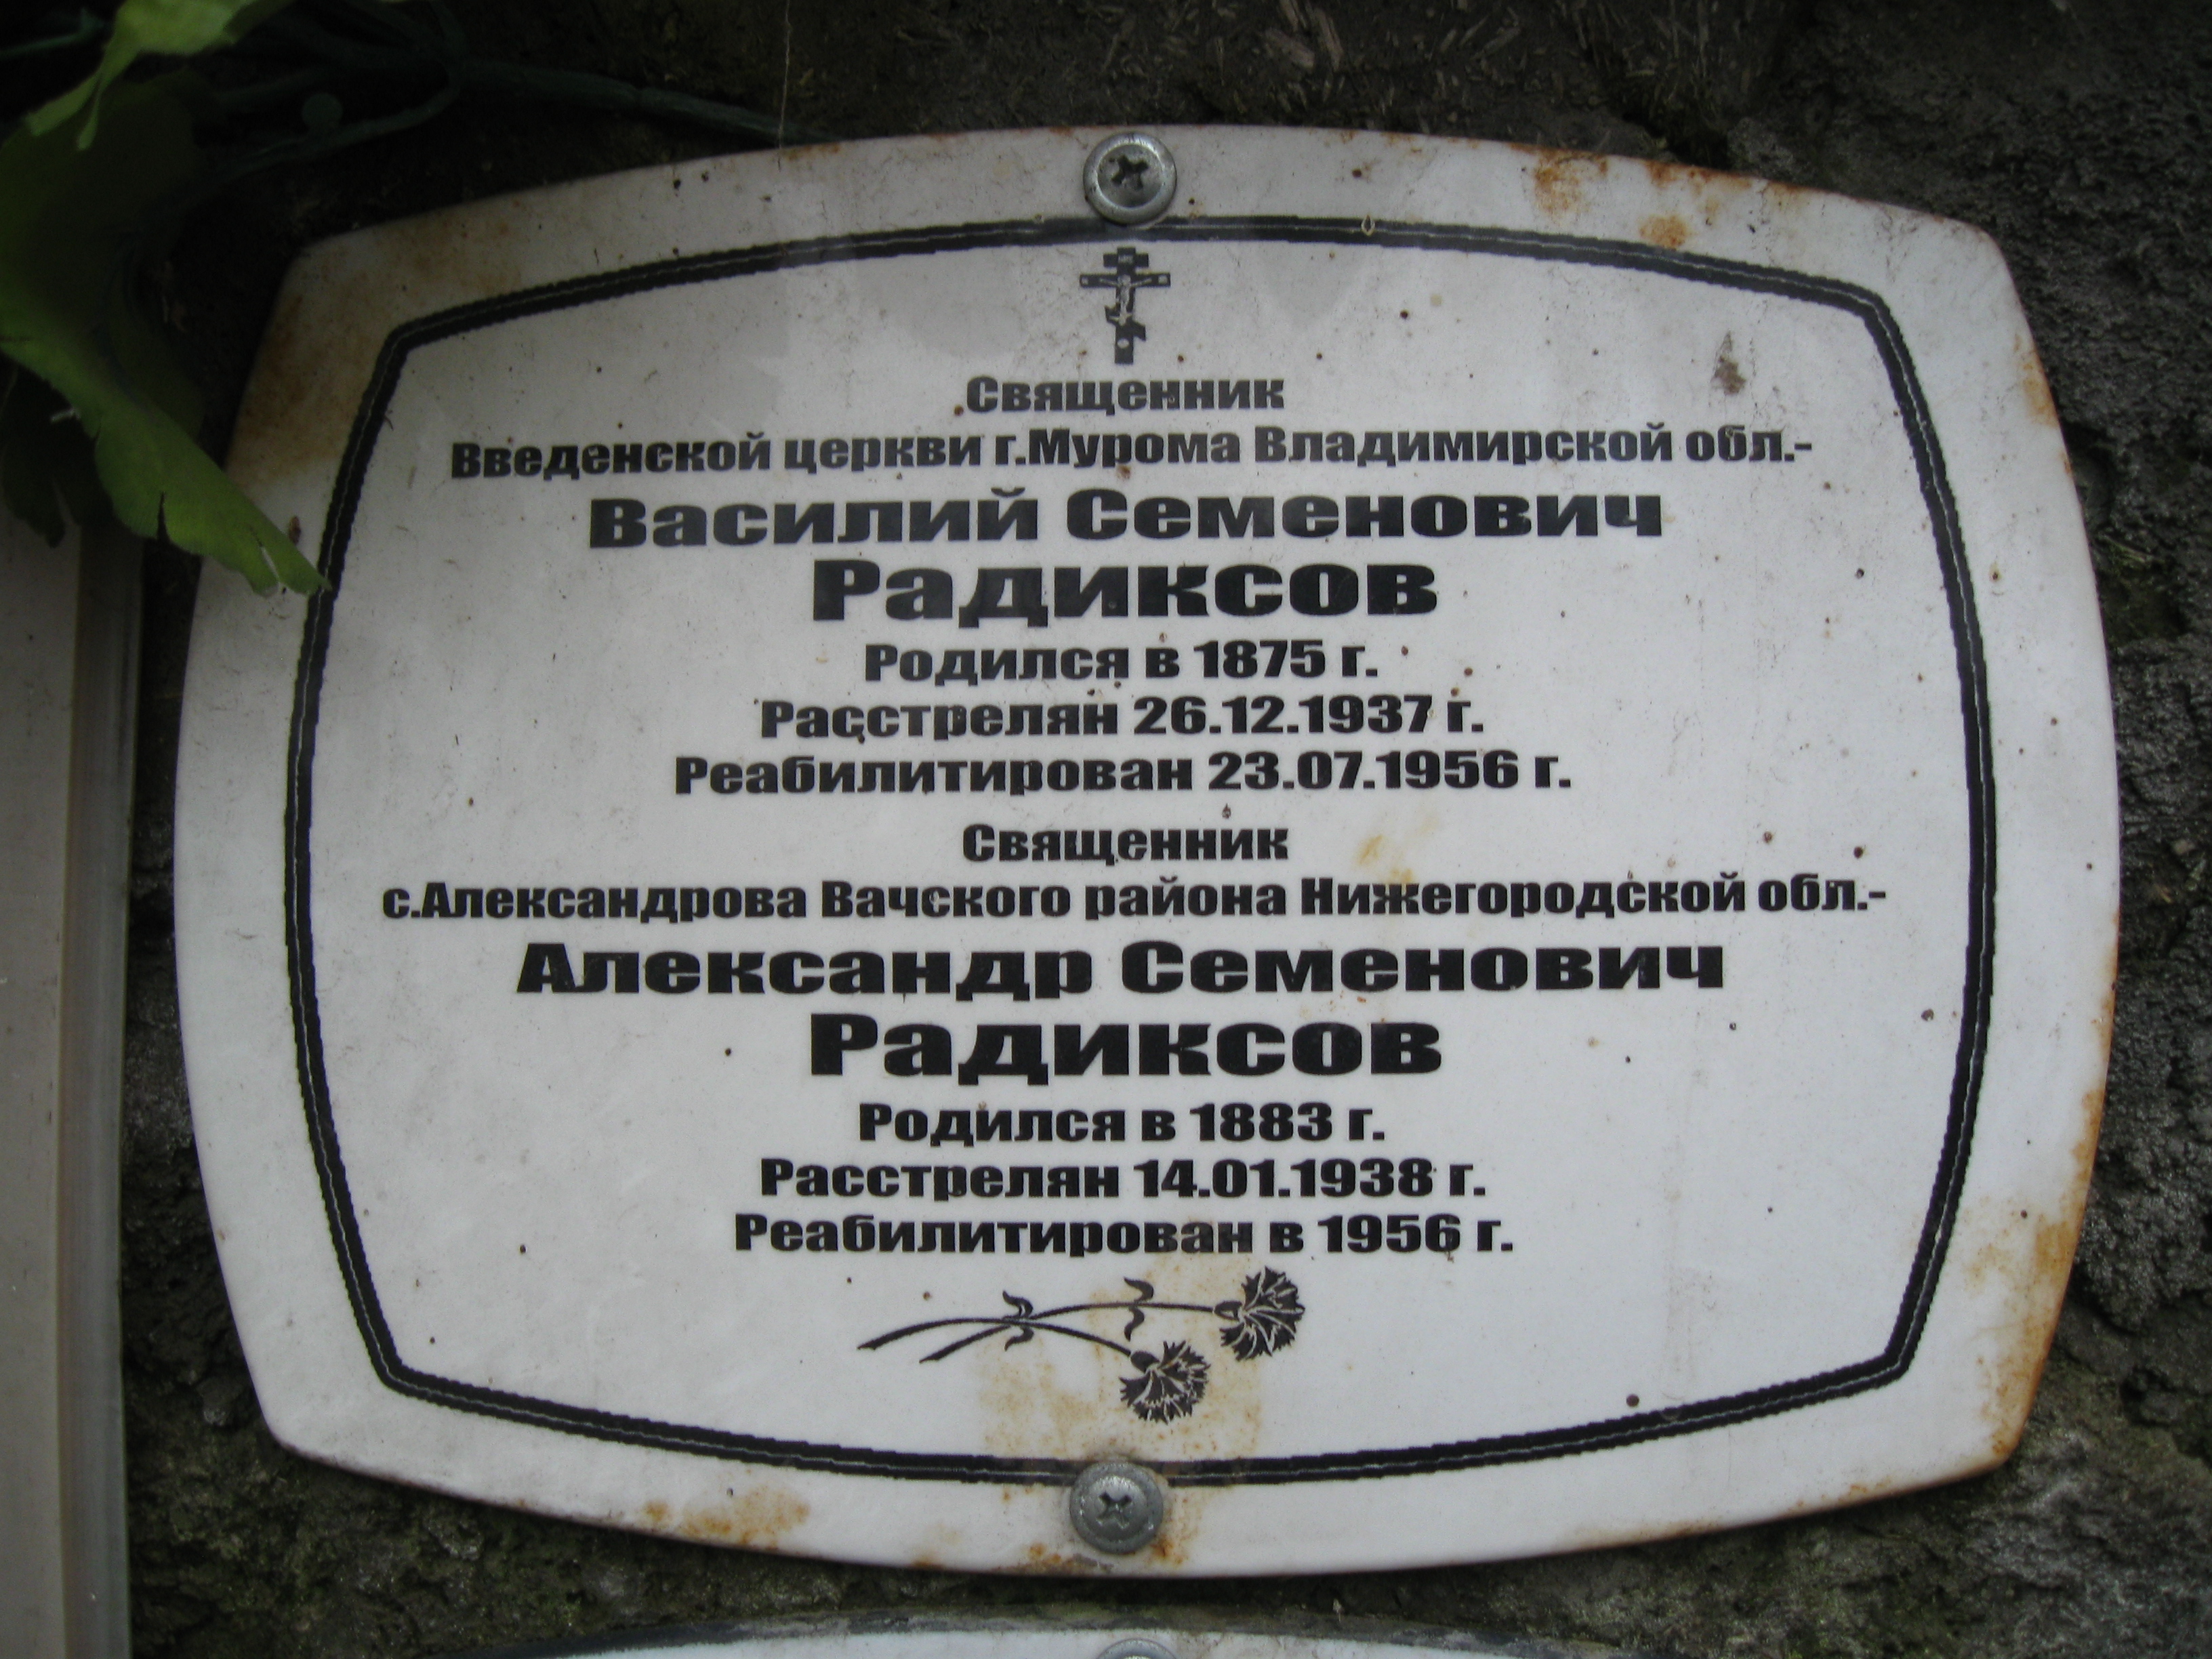 Священник
Введенской церкви г.Мурома Владимирской обл.-
Василий Семенович
Радиксов
Родился в 1875 г.
Расстрелян 26.12.1937 г.
Реабилитирован 23.07.1956 г.
Священник
с.Александрова Вачского района Нижегородской обл.-
Александр Семенович
Радиксов
Родился в 1883 г.
Расстрелян 14.01.1938 г.
Реабилитирован в 1956 г.